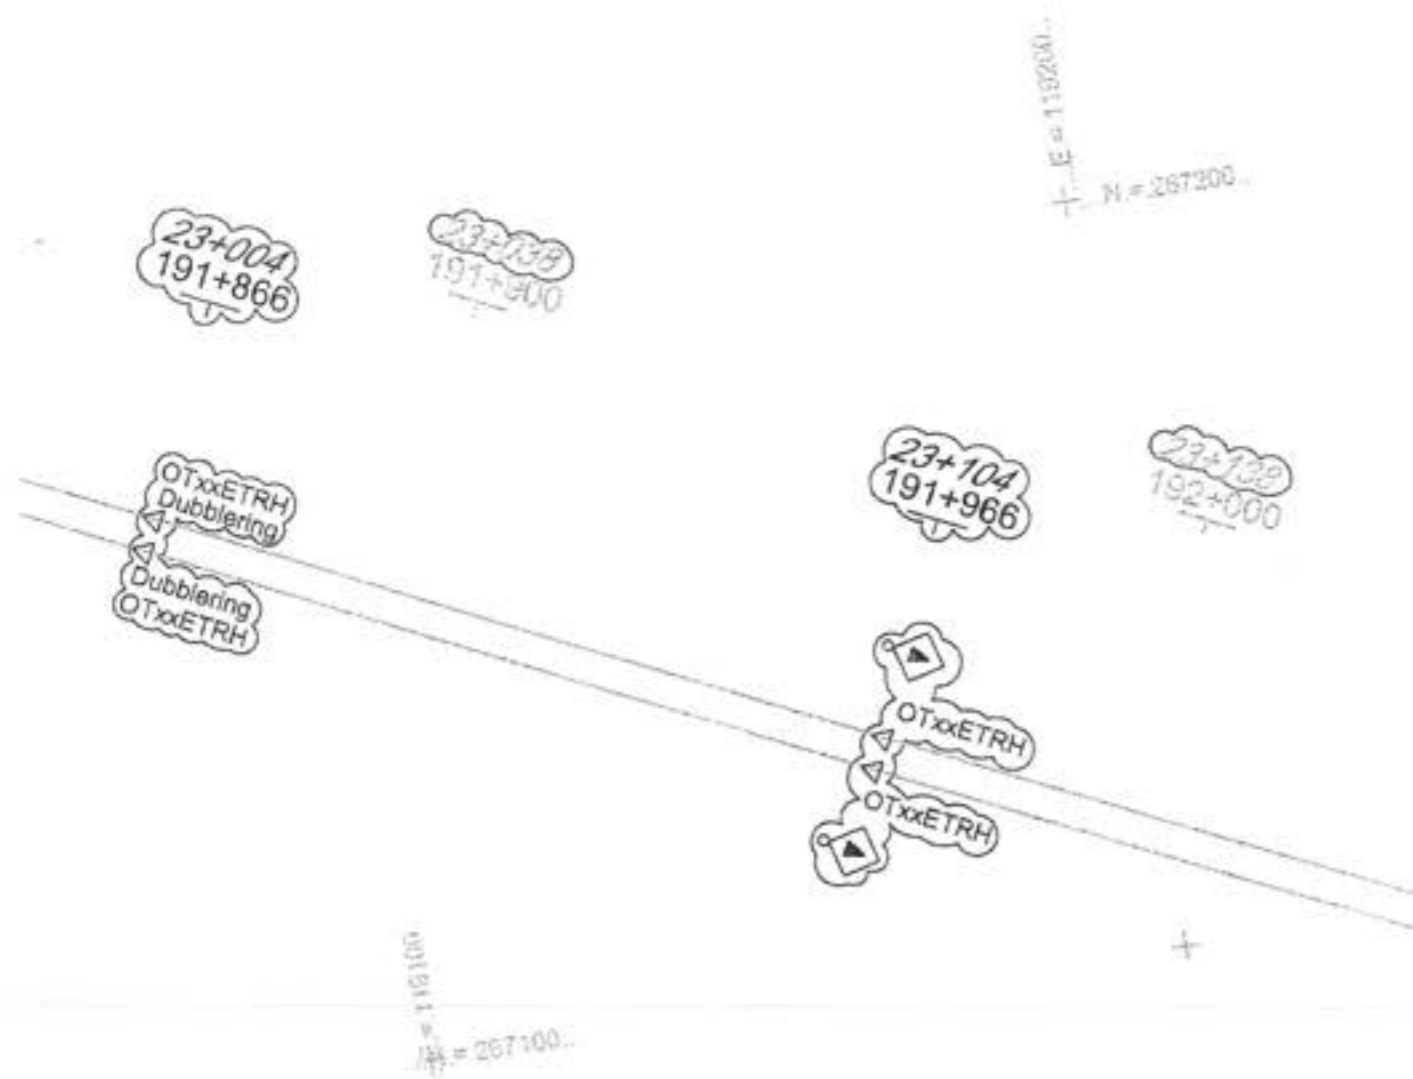 E = 119200..
N = 267200..
23+004
191+866
23+038
191+900
23+104
191+966
23+138
192+000
OTxxETRH
Dubblering
Dubblering
OTxxETRH
OTxxETRH
OTxxETRH
= 119100
= 267100..